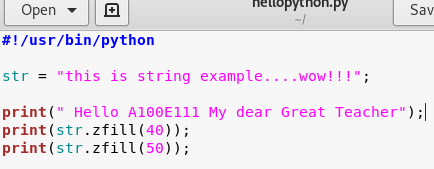 Open
hellopython.py
~/
Sav
#!/usr/bin/python
str = "this is string example....wow!!!";
print(" Hello A100E111 My dear Great Teacher");
print(str.zfill(40));
print(str.zfill(50));